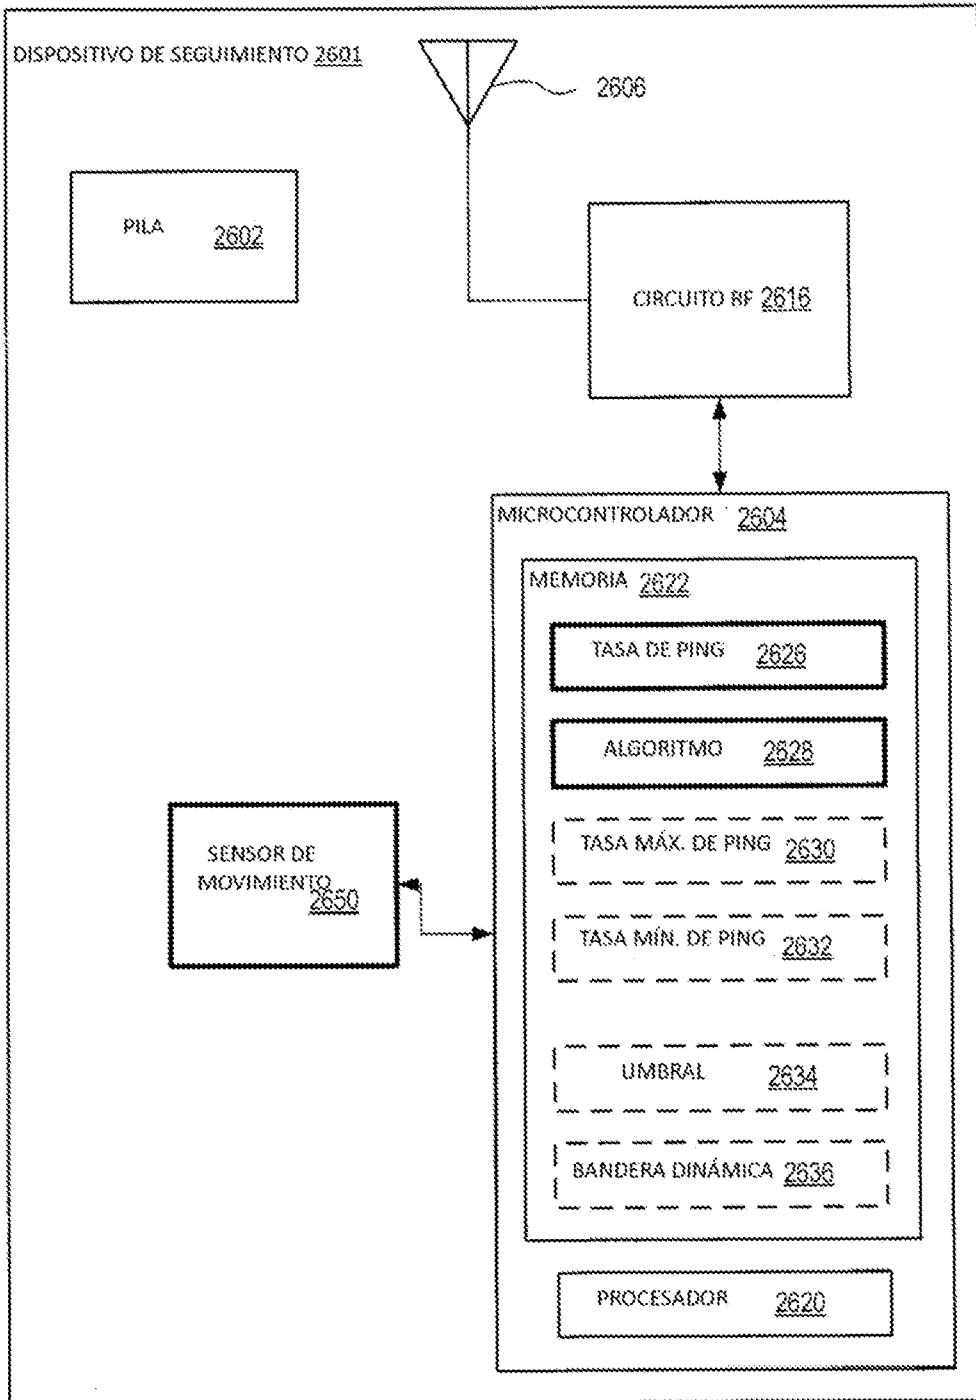 DISPOSITIVO DE SEGUIMIENTO 2601
2606
PILA 2602
CIRCUITO RF 2616
MICROCONTROLADOR 2604
MEMORIA 2622
TASA DE PING 2626
ALGORITMO 2628
TASA MÁX. DE PING 2630
TASA MÍN. DE PING 2632
UMBRAL 2634
BANDERA DINÁMICA 2636
SENSOR DE
MOVIMIENTO 2650
PROCESADOR 2620